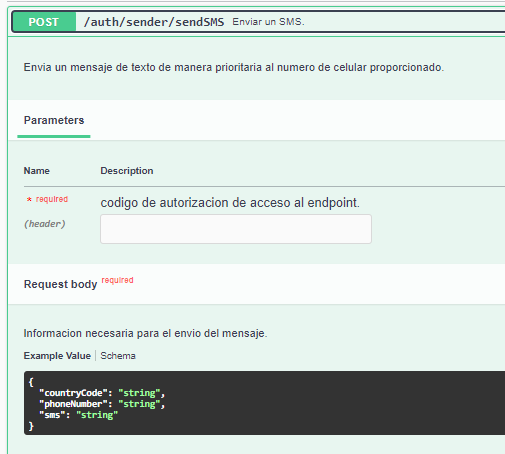 POST /auth/sender/sendSMS Enviar un SMS.
Envia un mensaje de texto de manera prioritaria al numero de celular proporcionado.
Parameters
Name Description
* required codigo de autorizacion de acceso al endpoint.
(header)
Request body required
Informacion necesaria para el envio del mensaje.
Example Value | Schema
{
"countryCode": "string",
"phoneNumber": "string",
"sms": "string"
}